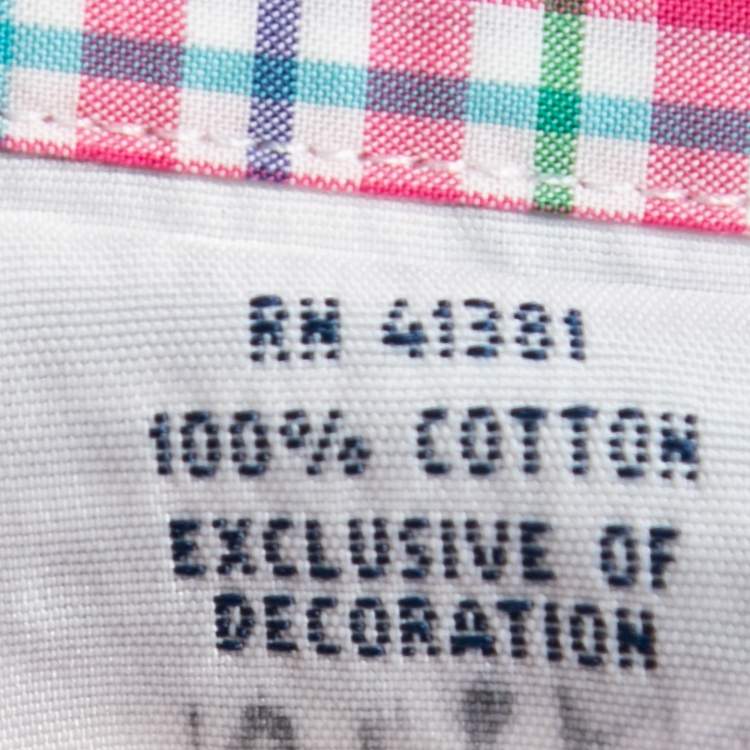 RN 41381
100% COTTON
EXCLUSIVE OF
DECORATION